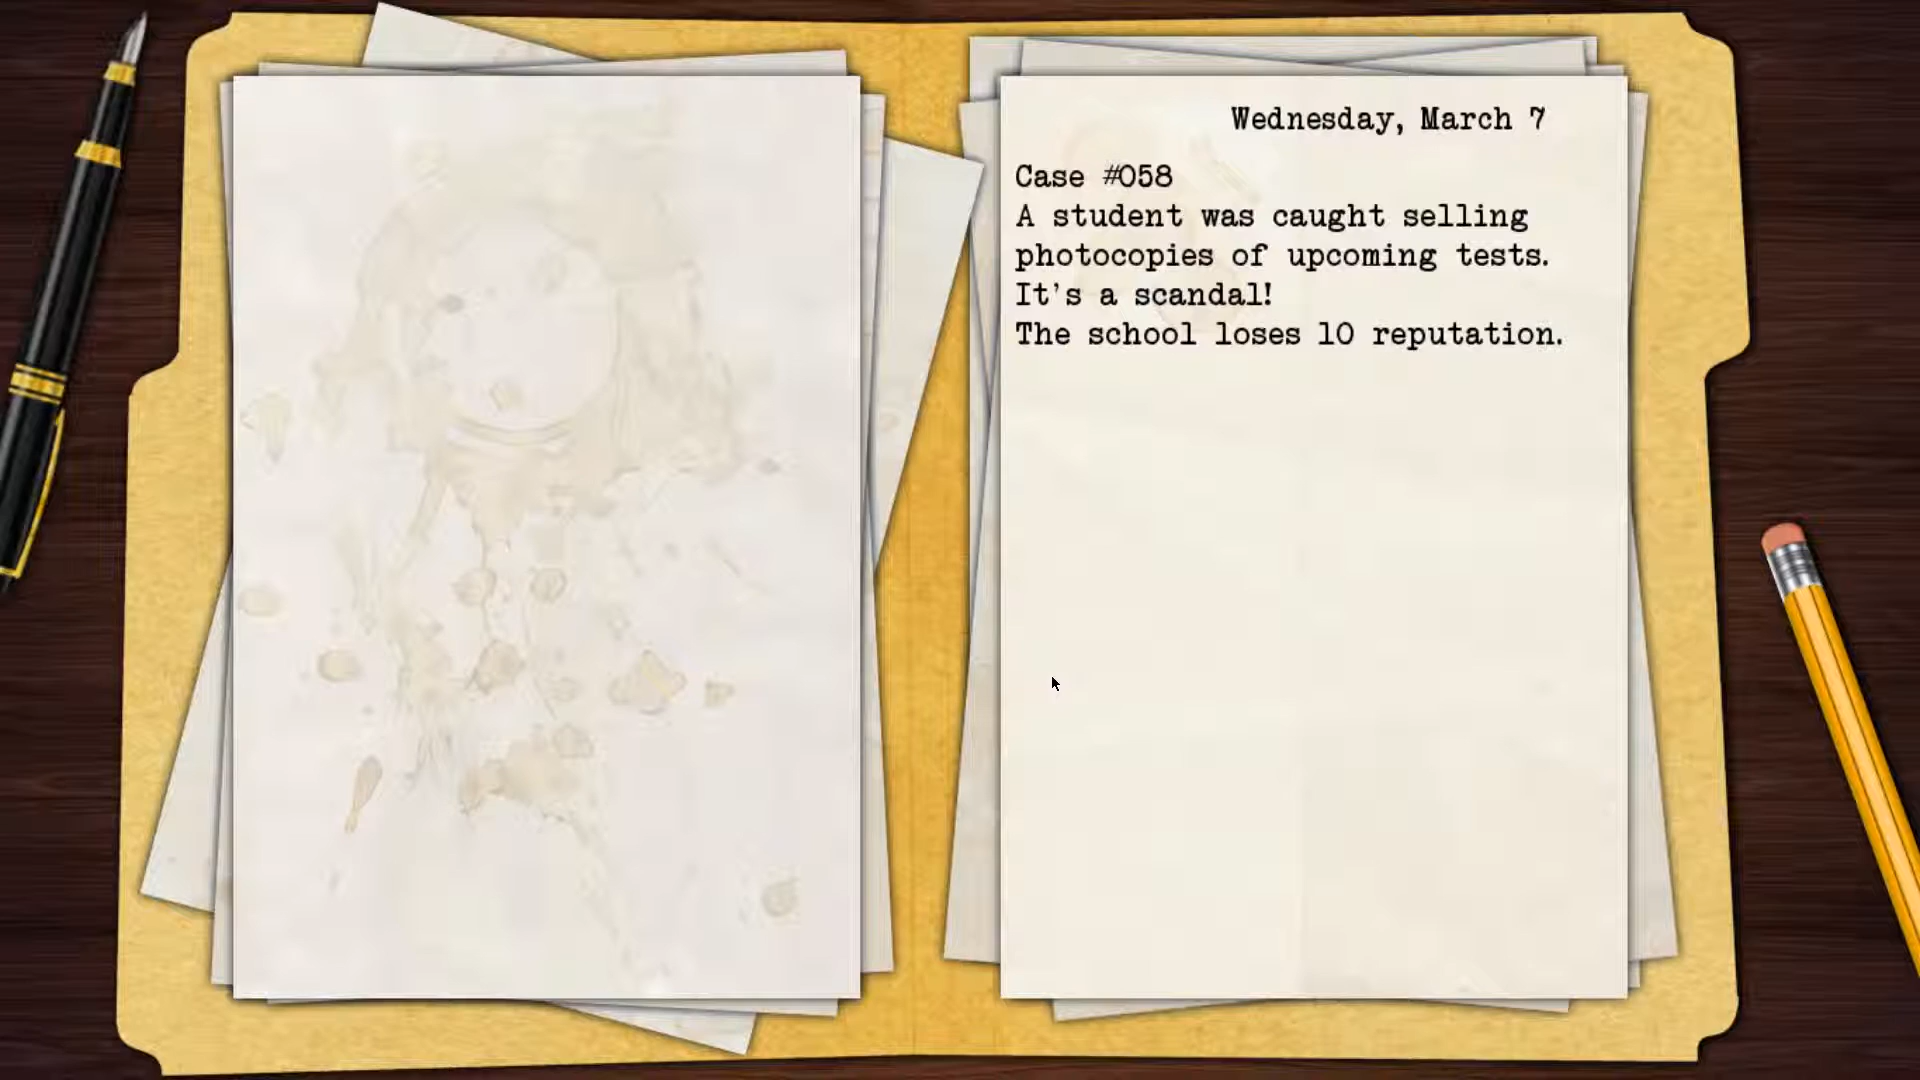 Wednesday, March 7
Case #058
A student was caught selling
photocopies of upcoming tests.
It's a scandal!
The school loses 10 reputation.